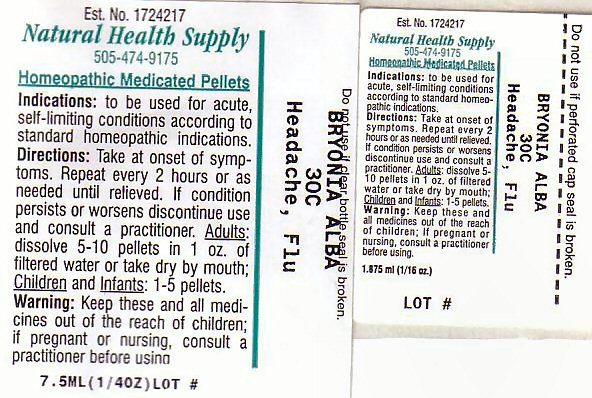 Est. No. 1724217
Natural Health Supply
505-474-9175
Homeopathic Medicated Pellets
Indications: to be used for acute,
self-limiting conditions according to
standard homeopathic indications.
Directions: Take at onset of symp-
toms. Repeat every 2 hours or as
needed until relieved. If condition
persists or worsens discontinue use
and consult a practitioner. Adults:
dissolve 5-10 pellets in 1 oz. of
filtered water or take dry by mouth;
Children and Infants: 1-5 pellets.
Warning: Keep these and all medi-
cines out of the reach of children;
if pregnant or nursing, consult a
practitioner before using
7.5ML(1/4OZ)LOT #
Do not use if clear bottle seal is broken.
BRYONIA ALBA
30C
Headache, Flu
Est. No. 1724217
Natural Health Supply
505-474-9175
Homeopathic Medicated Pellets
Indications: to be used for
acute, self-limiting conditions
according to standard homeo-
pathic indications.
Directions: Take at onset of
symptoms. Repeat every 2
hours or as needed until relieved.
If condition persists or worsens
discontinue use and consult a
practitioner. Adults: dissolve 5-
10 pellets in 1 oz. of filtered
water or take dry by mouth;
Children and Infants: 1-5 pellets.
Warning: Keep these and
all medicines out of the reach
of children; If pregnant or
nursing, consult a practitioner
before using.
1.875 ml (1/16 oz.)
LOT #
BRYONIA ALBA
30C
Headache, Flu
Do not use if perforated cap seal is broken.